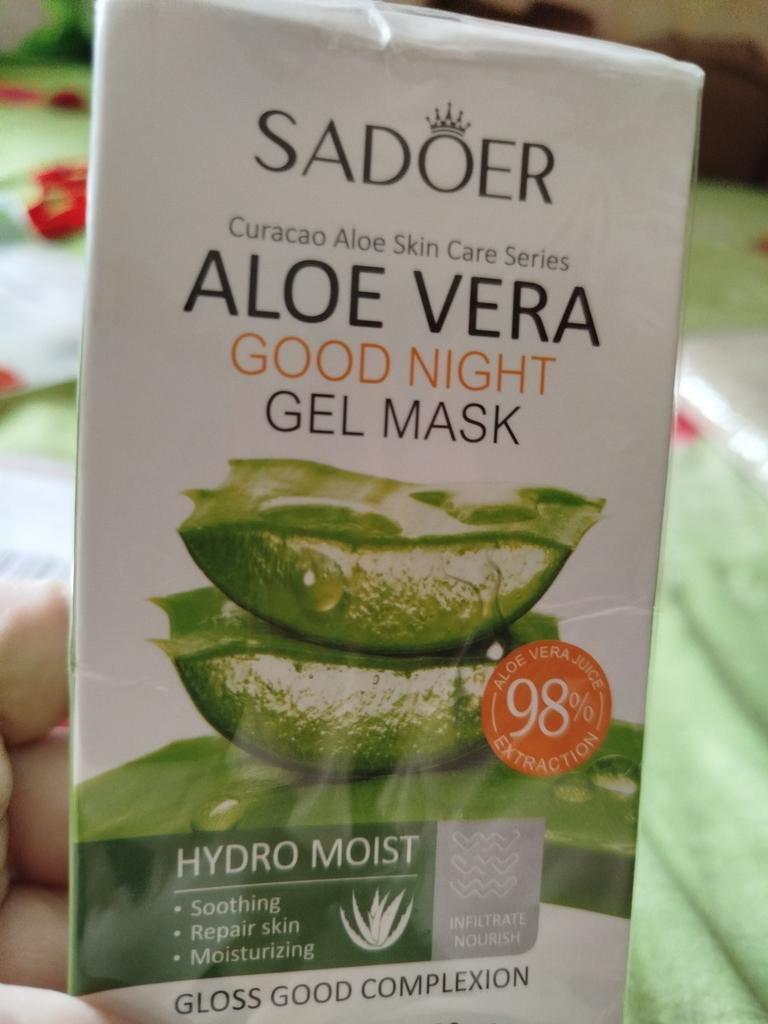 SADOER
Curacao Aloe Skin Care Series
ALOE VERA
GOOD NIGHT
GEL MASK
ALOE VERA JUICE
98%
EXTRACTION
HYDRO MOIST
• Soothing
• Repair skin
• Moisturizing
INFILTRATE
NOURISH
GLOSS GOOD COMPLEXION